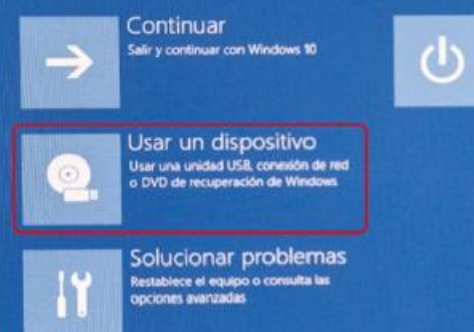 Continuar
Salir y continuar con Windows 10
Usar un dispositivo
Usar una unidad USB, conexión de red
o DVD de recuperación de Windows
Solucionar problemas
Restablece el equipo o consulta las
opciones avanzadas